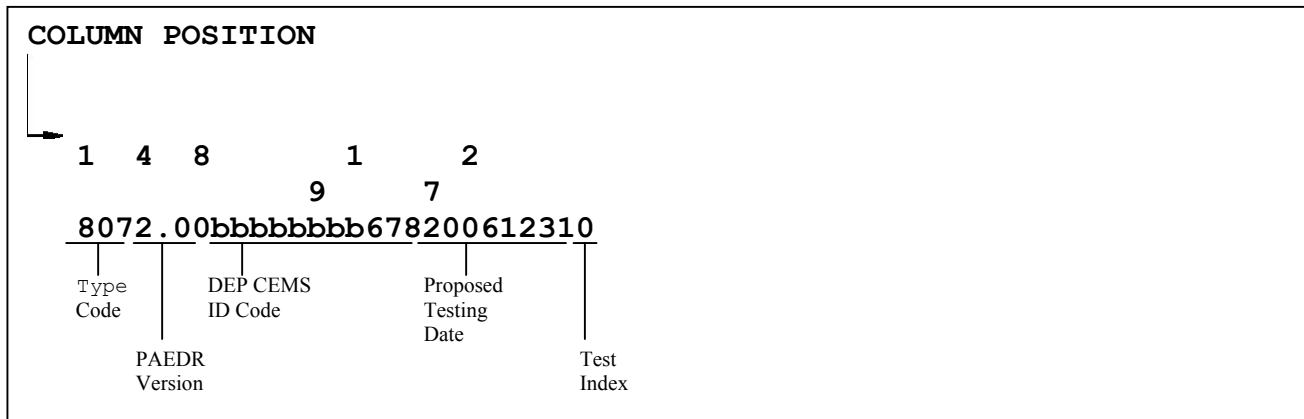 COLUMN POSITION
1 4 8 1 2
9 7
8072.00bbbbbbbb678200612310
Type DEP CEMS Proposed
Code ID Code Testing
Date
PAEDR Test
Version Index